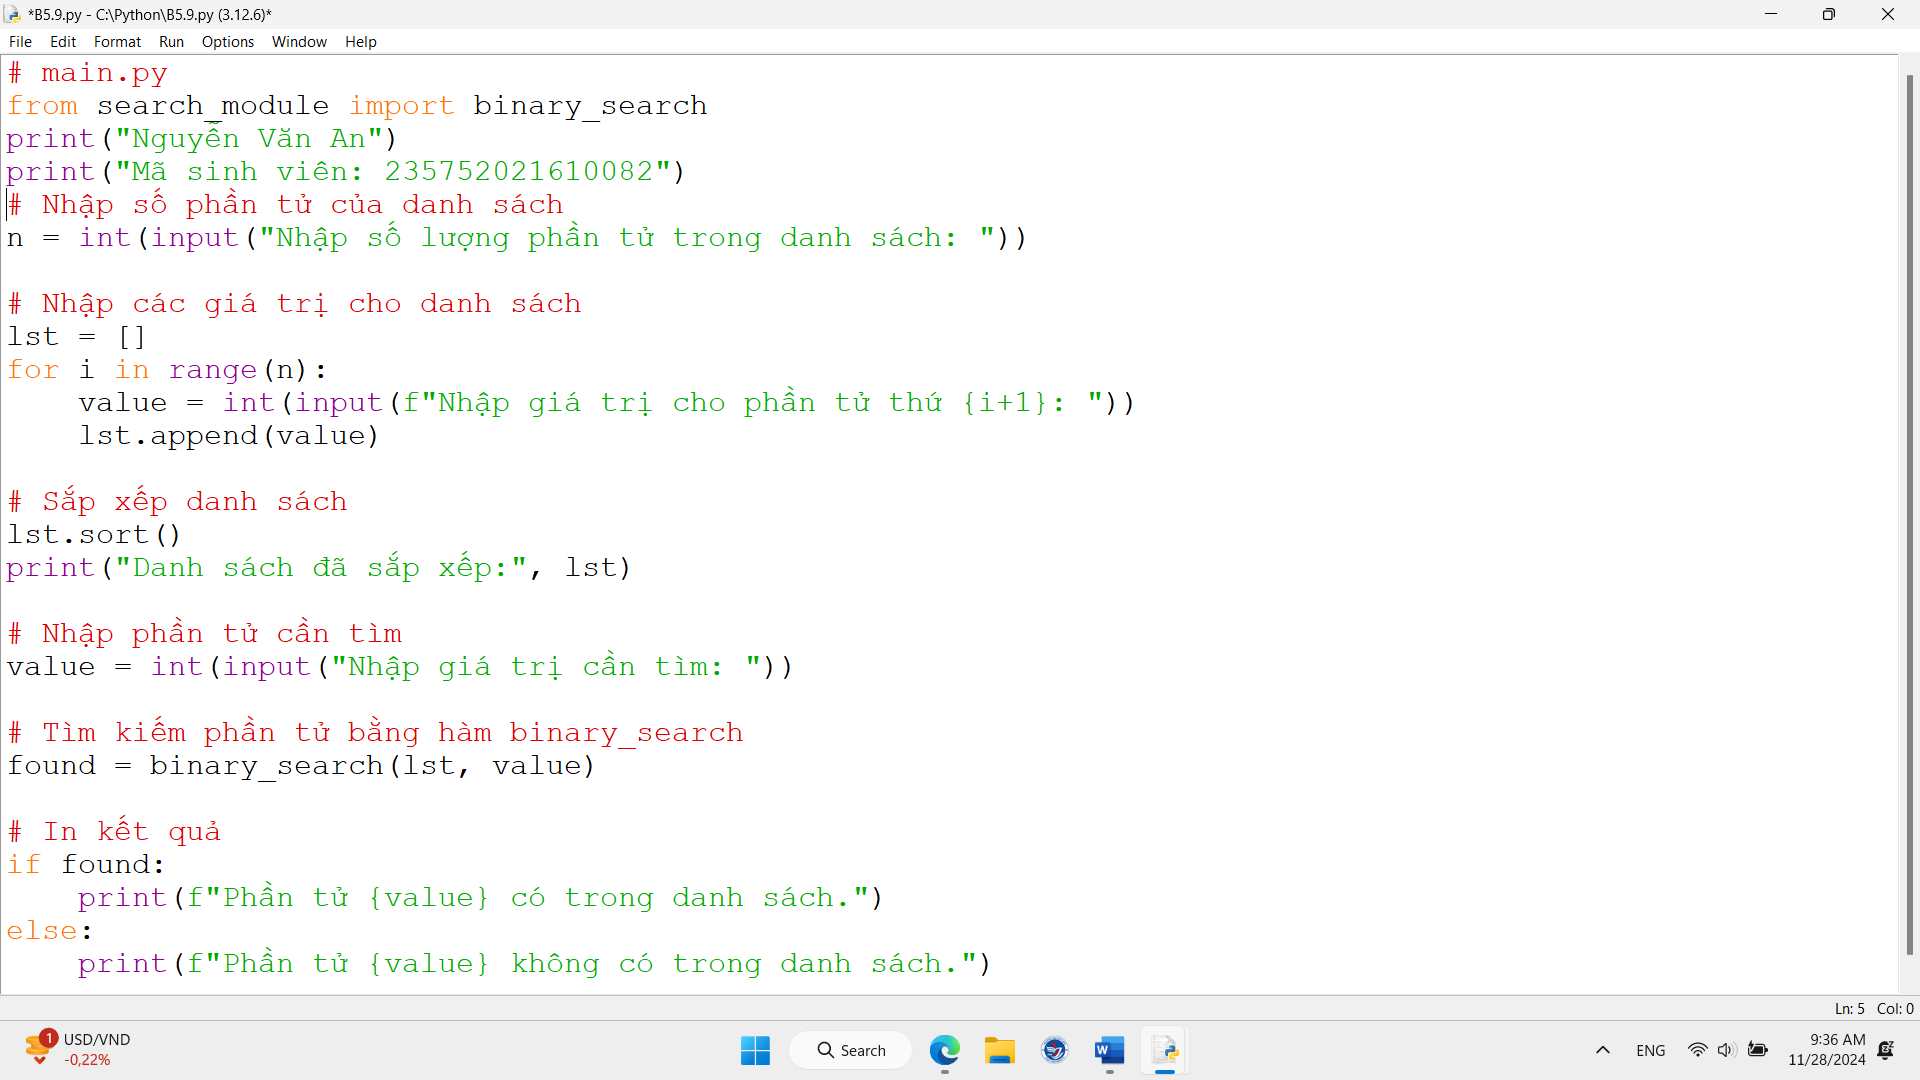 *B5.9.py - C:\Python\B5.9.py (3.12.6)*
File Edit Format Run Options Window Help
# main.py
from search_module import binary_search
print("Nguyễn Văn An")
print("Mã sinh viên: 235752021610082")
# Nhập số phần tử của danh sách
n = int(input("Nhập số lượng phần tử trong danh sách: "))
# Nhập các giá trị cho danh sách
lst = []
for i in range(n):
    value = int(input(f"Nhập giá trị cho phần tử thứ {i+1}: "))
    lst.append(value)
# Sắp xếp danh sách
lst.sort()
print("Danh sách đã sắp xếp:", lst)
# Nhập phần tử cần tìm
value = int(input("Nhập giá trị cần tìm: "))
# Tìm kiếm phần tử bằng hàm binary_search
found = binary_search(lst, value)
# In kết quả
if found:
    print(f"Phần tử {value} có trong danh sách.")
else:
    print(f"Phần tử {value} không có trong danh sách.")
Ln: 5 Col: 0
1
USD/VND
-0,22%
Search
W
ENG
9:36 AM
11/28/2024